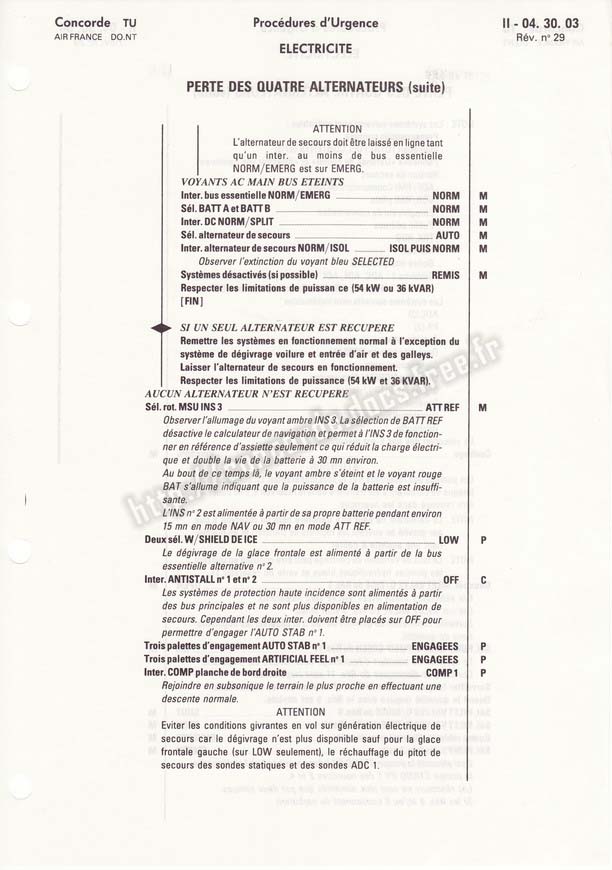 Concorde TU
AIR FRANCE DO.NT
Procédures d'Urgence
ELECTRICITE
II - 04. 30. 03
Rév. n° 29
PERTE DES QUATRE ALTERNATEURS (suite)
ATTENTION
L'alternateur de secours doit être laissé en ligne tant
qu'un inter. au moins de bus essentielle
NORM/EMERG est sur EMERG.
VOYANTS AC MAIN BUS ETEINTS
Inter. bus essentielle NORM/EMERG NORM M
Sél. BATT A et BATT B NORM M
Inter. DC NORM/SPLIT NORM M
Sél. alternateur de secours AUTO M
Inter. alternateur de secours NORM/ISOL ISOL PUIS NORM M
Observer l'extinction du voyant bleu SELECTED
Systèmes désactivés (si possible) REMIS M
Respecter les limitations de puissan ce (54 kW ou 36 kVAR)
[FIN]
SI UN SEUL ALTERNATEUR EST RECUPERE
Remettre les systèmes en fonctionnement normal à l'exception du
système de dégivrage voilure et entrée d'air et des galleys.
Laisser l'alternateur de secours en fonctionnement.
Respecter les limitations de puissance (54 kW et 36 KVAR).
AUCUN ALTERNATEUR N'EST RECUPERE
Sél. rot. MSU INS 3 ATT REF M
Observer l'allumage du voyant ambre INS 3. La sélection de BATT REF
désactive le calculateur de navigation et permet à l'INS 3 de fonction-
ner en référence d'assiette seulement ce qui réduit la charge électri-
que et double la vie de la batterie à 30 mn environ.
Au bout de ce temps là, le voyant ambre s'éteint et le voyant rouge
BAT s'allume indiquant que la puissance de la batterie est insuffi-
sante.
L'INS n° 2 est alimentée à partir de sa propre batterie pendant environ
15 mn en mode NAV ou 30 mn en mode ATT REF.
Deux sél. W/SHIELD DE ICE LOW P
Le dégivrage de la glace frontale est alimenté à partir de la bus
essentielle alternative n° 2.
Inter. ANTISTALL n° 1 et n° 2 OFF C
Les systèmes de protection haute incidence sont alimentés à partir
des bus principales et ne sont plus disponibles en alimentation de
secours. Cependant les deux inter. doivent être placés sur OFF pour
permettre d'engager l'AUTO STAB n° 1.
Trois palettes d'engagement AUTO STAB n° 1 ENGAGEES P
Trois palettes d'engagement ARTIFICIAL FEEL n° 1 ENGAGEES P
Inter. COMP planche de bord droite COMP 1 P
Rejoindre en subsonique le terrain le plus proche en effectuant une
descente normale.
ATTENTION
Eviter les conditions givrantes en vol sur génération électrique de
secours car le dégivrage n'est plus disponible sauf pour la glace
frontale gauche (sur LOW seulement), le réchauffage du pitot de
secours des sondes statiques et des sondes ADC 1.